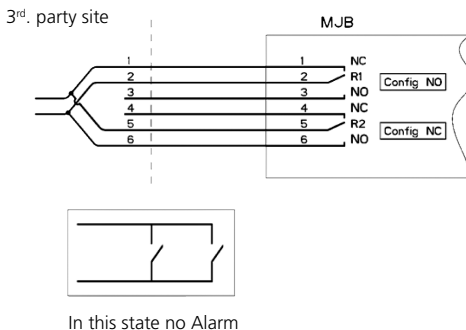 3rd. party site
MJB
1 1 NC
2 2 R1
Config NO
3 3 NO
4 4 NC
5 5 R2
Config NC
6 6 NO
In this state no Alarm